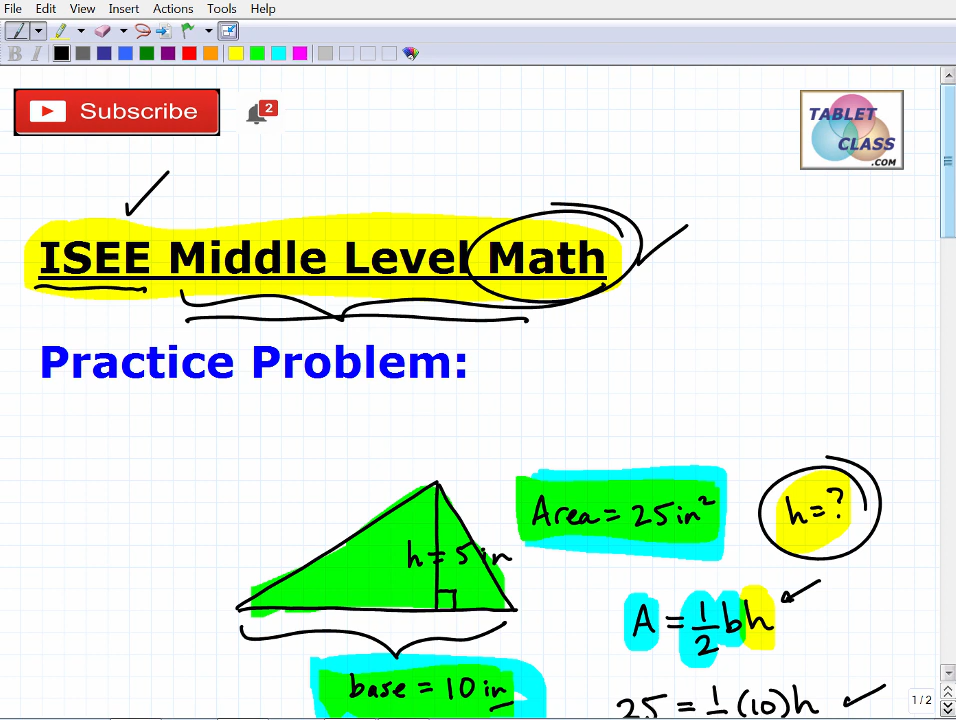 File Edit View Insert Actions Tools Help
B I
Subscribe
2
TABLET
CLASS
.COM
ISEE Middle Level Math
Practice Problem:
Area = 25 in²
h = ?
h = 5 in
A = 1/2 bh
base = 10 in
25 = 1/ (10)h
1 / 2